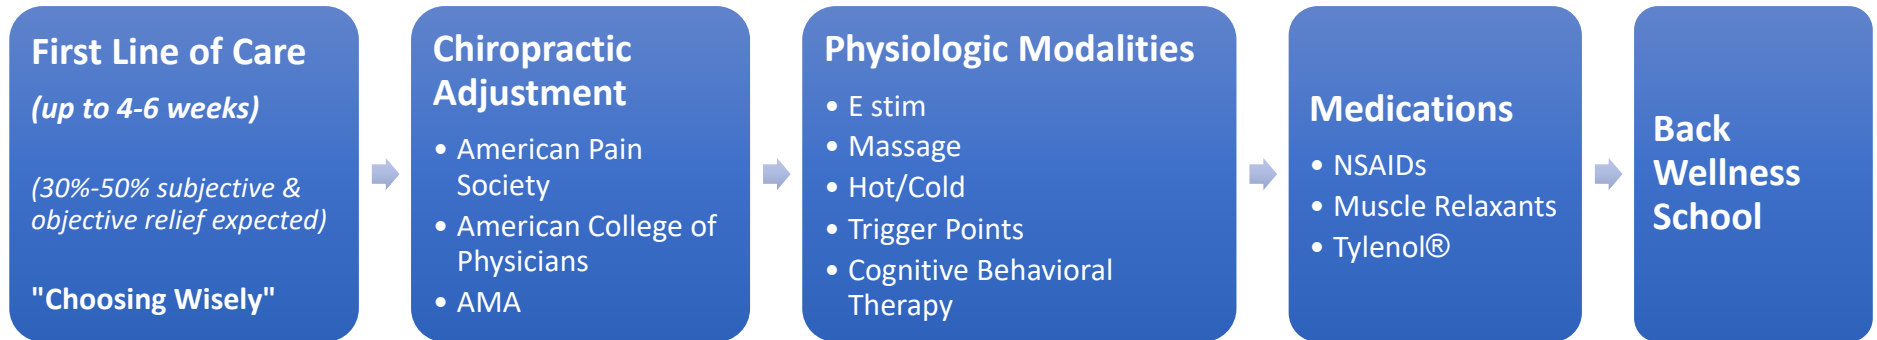 First Line of Care
(up to 4-6 weeks)
(30%-50% subjective &
objective relief expected)
"Choosing Wisely"
Chiropractic
Adjustment
• American Pain
Society
• American College of
Physicians
• AMA
Physiologic Modalities
• E stim
• Massage
• Hot/Cold
• Trigger Points
• Cognitive Behavioral
Therapy
Medications
• NSAIDs
• Muscle Relaxants
• Tylenol®
Back
Wellness
School